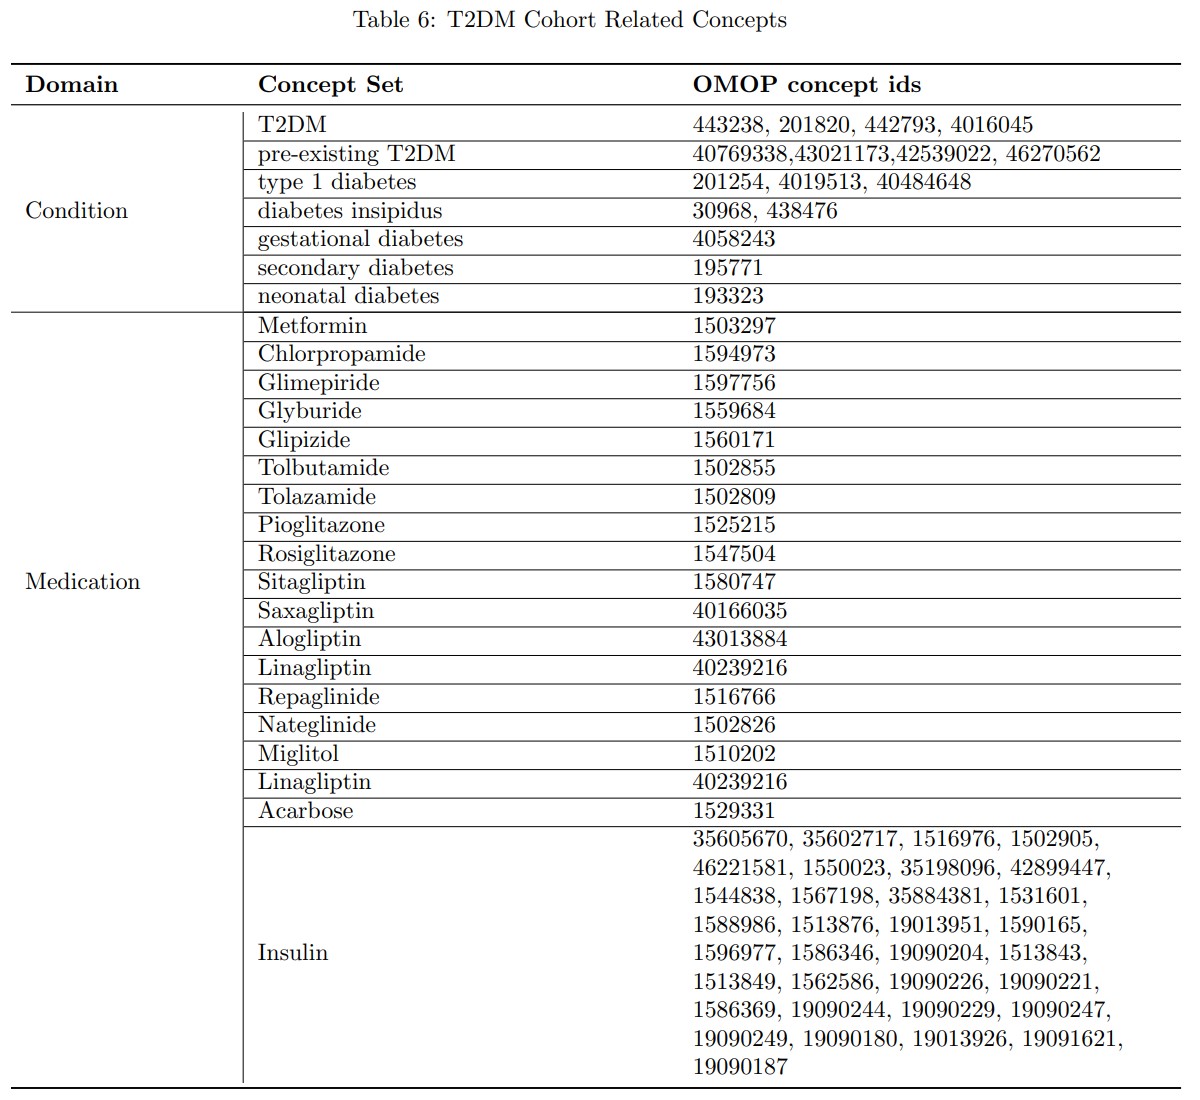 Table 6: T2DM Cohort Related Concepts
Domain Concept Set OMOP concept ids
T2DM 443238, 201820, 442793, 4016045
pre-existing T2DM 40769338,43021173,42539022, 46270562
type 1 diabetes 201254, 4019513, 40484648
Condition diabetes insipidus 30968, 438476
gestational diabetes 4058243
secondary diabetes 195771
neonatal diabetes 193323
Metformin 1503297
Chlorpropamide 1594973
Glimepiride 1597756
Glyburide 1559684
Glipizide 1560171
Tolbutamide 1502855
Tolazamide 1502809
Pioglitazone 1525215
Rosiglitazone 1547504
Medication Sitagliptin 1580747
Saxagliptin 40166035
Alogliptin 43013884
Linagliptin 40239216
Repaglinide 1516766
Nateglinide 1502826
Miglitol 1510202
Linagliptin 40239216
Acarbose 1529331
35605670, 35602717, 1516976, 1502905,
46221581, 1550023, 35198096, 42899447,
1544838, 1567198, 35884381, 1531601,
1588986, 1513876, 19013951, 1590165,
Insulin 1596977, 1586346, 19090204, 1513843,
1513849, 1562586, 19090226, 19090221,
1586369, 19090244, 19090229, 19090247,
19090249, 19090180, 19013926, 19091621,
19090187